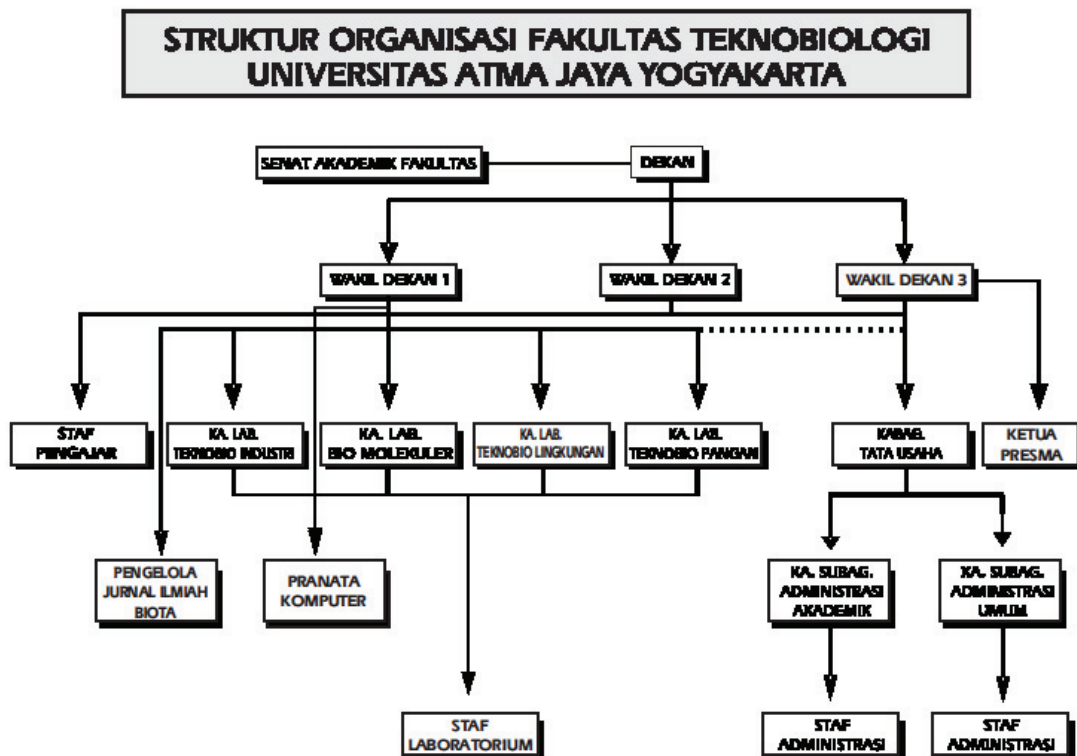 STRUKTUR ORGANISASI FAKULTAS TEKNOBIOLOGI
UNIVERSITAS ATMA JAYA YOGYAKARTA
SENAT AKADEMIK FAKULTAS
DEKAN
WAKIL DEKAN 1
WAKIL DEKAN 2
WAKIL DEKAN 3
STAF
PENGAJAR
KA. LAB.
TEKNOBIO INDUSTRI
KA. LAB.
BIO MOLEKULER
KA. LAB.
TEKNOBIO LINGKUNGAN
KA. LAB.
TEKNOBIO PANGAN
KABAG.
TATA USAHA
KETUA
PRESMA
PENGELOLA
JURNAL ILMIAH
BIOTA
PRANATA
KOMPUTER
KA. SUBAG.
ADMINISTRASI
AKADEMIK
KA. SUBAG.
ADMINISTRASI
UMUM
STAF
LABORATORIUM
STAF
ADMINISTRASI
STAF
ADMINISTRASI